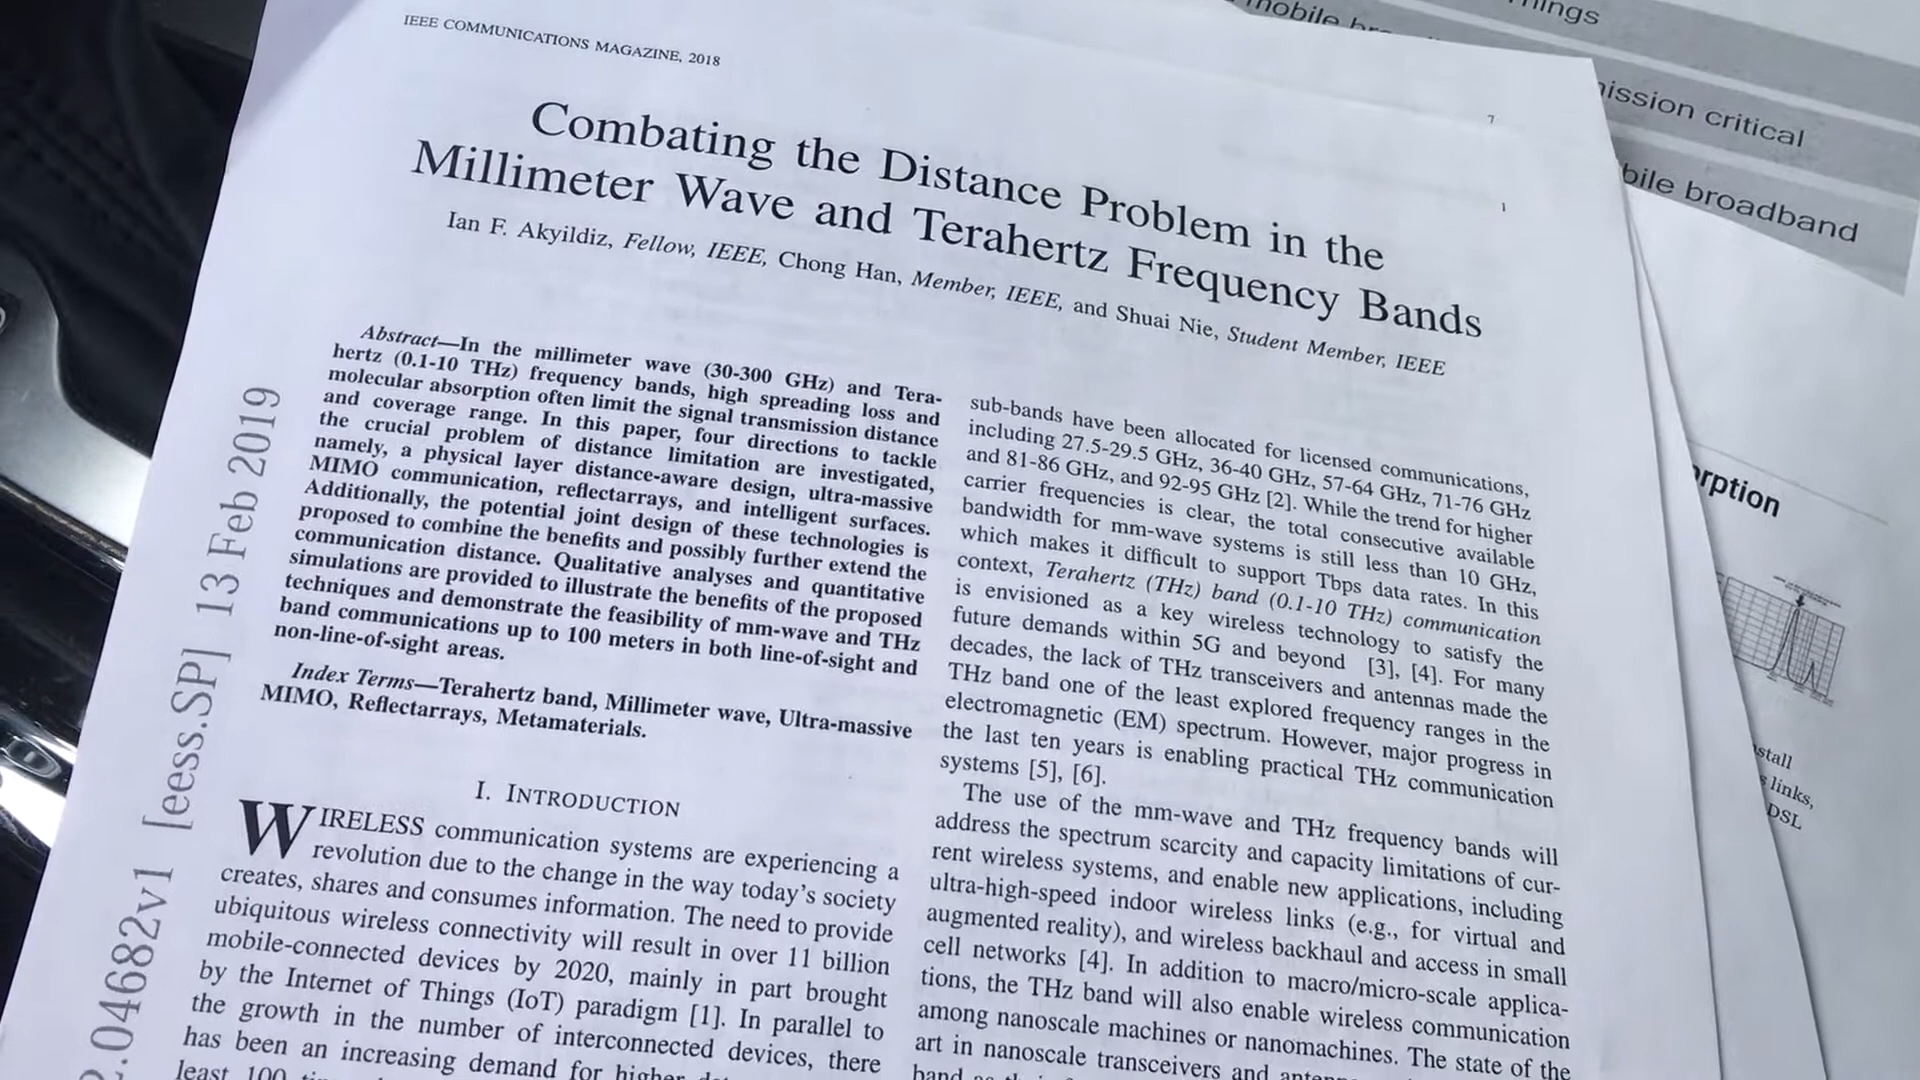 IEEE COMMUNICATIONS MAGAZINE, 2018
7
1
Combating the Distance Problem in the
Millimeter Wave and Terahertz Frequency Bands
Ian F. Akyildiz, Fellow, IEEE, Chong Han, Member, IEEE, and Shuai Nie, Student Member, IEEE
Abstract—In the millimeter wave (30-300 GHz) and Tera-
hertz (0.1-10 THz) frequency bands, high spreading loss and
molecular absorption often limit the signal transmission distance
and coverage range. In this paper, four directions to tackle
the crucial problem of distance limitation are investigated,
namely, a physical layer distance-aware design, ultra-massive
MIMO communication, reflectarrays, and intelligent surfaces.
Additionally, the potential joint design of these technologies is
proposed to combine the benefits and possibly further extend the
communication distance. Qualitative analyses and quantitative
simulations are provided to illustrate the benefits of the proposed
techniques and demonstrate the feasibility of mm-wave and THz
band communications up to 100 meters in both line-of-sight and
non-line-of-sight areas.
Index Terms—Terahertz band, Millimeter wave, Ultra-massive
MIMO, Reflectarrays, Metamaterials.
I. INTRODUCTION
WIRELESS communication systems are experiencing a
revolution due to the change in the way today's society
creates, shares and consumes information. The need to provide
ubiquitous wireless connectivity will result in over 11 billion
mobile-connected devices by 2020, mainly in part brought
by the Internet of Things (IoT) paradigm [1]. In parallel to
the growth in the number of interconnected devices, there
has been an increasing demand for higher
least 100
sub-bands have been allocated for licensed communications,
including 27.5-29.5 GHz, 36-40 GHz, 57-64 GHz, 71-76 GHz
and 81-86 GHz, and 92-95 GHz [2]. While the trend for higher
carrier frequencies is clear, the total consecutive available
bandwidth for mm-wave systems is still less than 10 GHz,
which makes it difficult to support Tbps data rates. In this
context, Terahertz (THz) band (0.1-10 THz) communication
is envisioned as a key wireless technology to satisfy the
future demands within 5G and beyond [3], [4]. For many
decades, the lack of THz transceivers and antennas made the
THz band one of the least explored frequency ranges in the
electromagnetic (EM) spectrum. However, major progress in
the last ten years is enabling practical THz communication
systems [5], [6].
The use of the mm-wave and THz frequency bands will
address the spectrum scarcity and capacity limitations of cur-
rent wireless systems, and enable new applications, including
ultra-high-speed indoor wireless links (e.g., for virtual and
augmented reality), and wireless backhaul and access in small
cell networks [4]. In addition to macro/micro-scale applica-
tions, the THz band will also enable wireless communication
among nanoscale machines or nanomachines. The state of the
art in nanoscale transceivers and
band as
2.04682v1 [eess.SP] 13 Feb 2019
hings
mobile
ission critical
bile broadband
orption
stall
links,
DSL